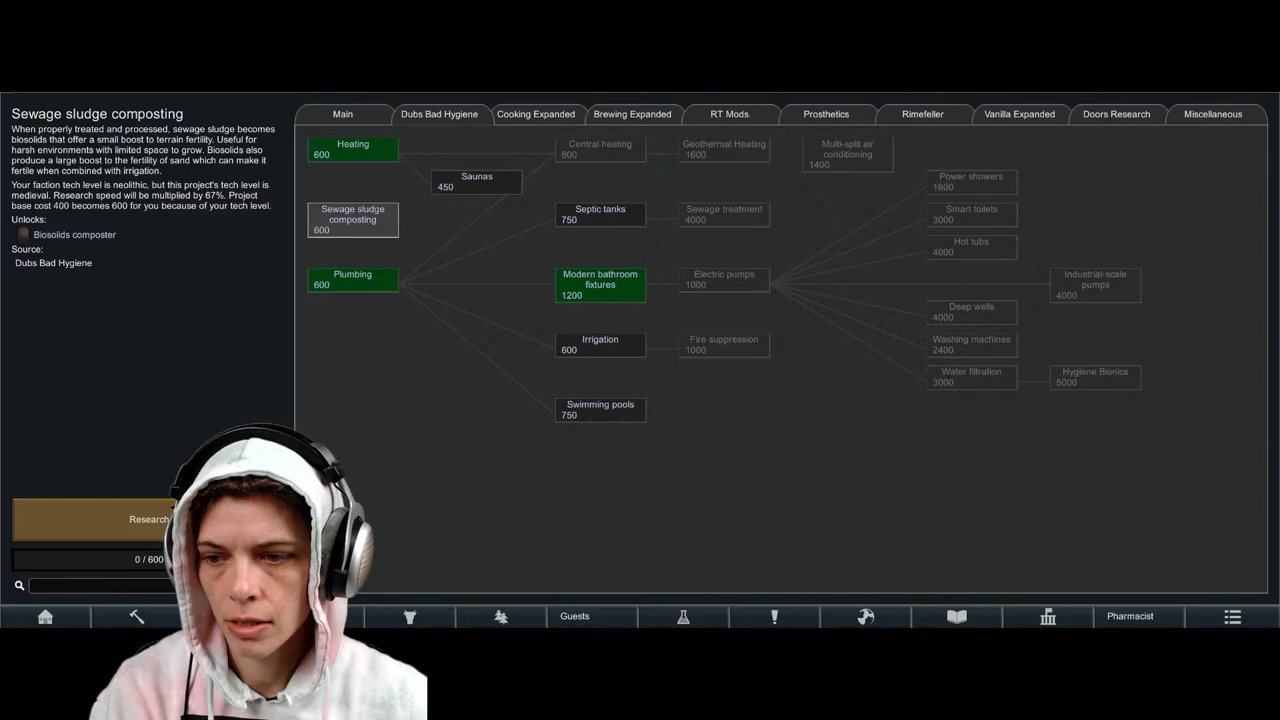 Main
Dubs Bad Hygiene
Cooking Expanded
Brewing Expanded
RT Mods
Prosthetics
Rimefeller
Vanilla Expanded
Doors Research
Miscellaneous
Sewage sludge composting
When properly treated and processed, sewage sludge becomes
biosolids that offer a small boost to terrain fertility. Useful for
harsh environments with limited space to grow. Biosolids also
produce a large boost to the fertility of sand which can make it
fertile when combined with irrigation.
Your faction tech level is neolithic, but this project's tech level is
medieval. Research speed will be multiplied by 67%. Project
base cost 400 becomes 600 for you because of your tech level.
Unlocks:
Biosolids composter
Source:
Dubs Bad Hygiene
Heating
600
Saunas
450
Sewage sludge
composting
600
Plumbing
600
Central heating
800
Septic tanks
750
Modern bathroom
fixtures
1200
Irrigation
600
Swimming pools
750
Geothermal Heating
1600
Sewage treatment
4000
Electric pumps
1000
Fire suppression
1000
Multi-split air
conditioning
1400
Power showers
1600
Smart toilets
3000
Hot tubs
4000
Deep wells
4000
Washing machines
2400
Water filtration
3000
Industrial-scale
pumps
4000
Hygiene Bionics
5000
Research
0 / 600
Guests
Pharmacist